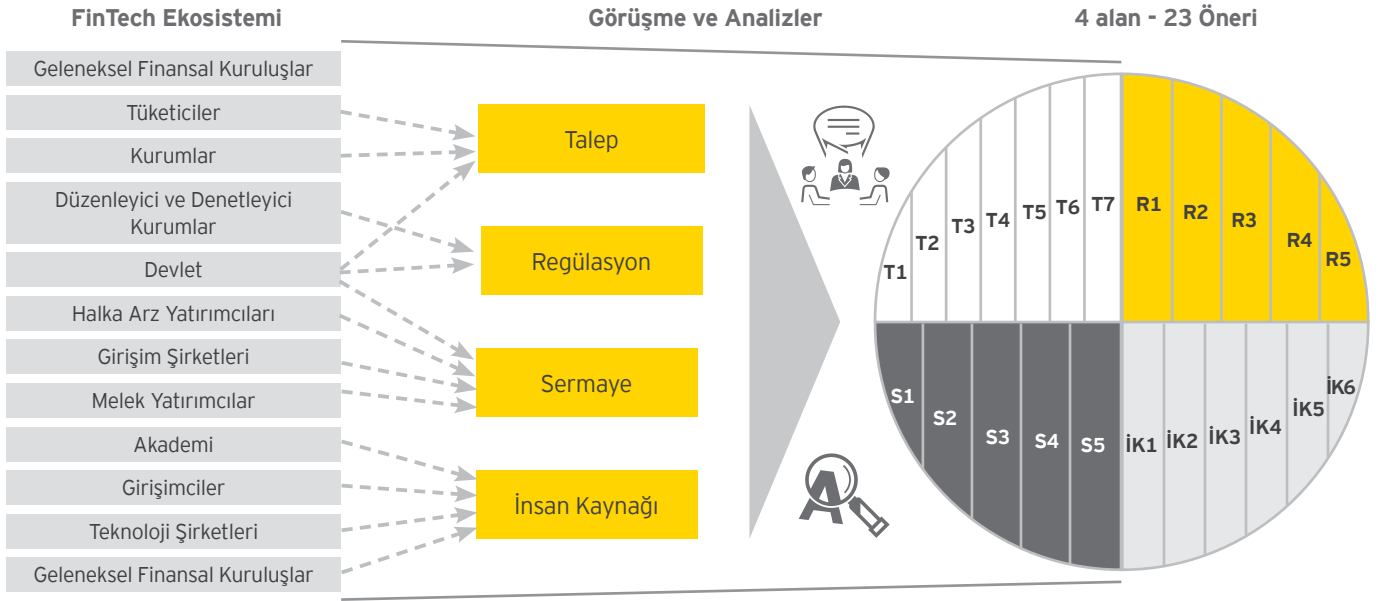 FinTech Ekosistemi
Görüşme ve Analizler
4 alan - 23 Öneri
Geleneksel Finansal Kuruluşlar
Tüketiciler
Kurumlar
Düzenleyici ve Denetleyici
Kurumlar
Devlet
Halka Arz Yatırımcıları
Girişim Şirketleri
Melek Yatırımcılar
Akademi
Girişimciler
Teknoloji Şirketleri
Geleneksel Finansal Kuruluşlar
Talep
Regülasyon
Sermaye
İnsan Kaynağı
A
T1
T2
T3
T4
T5
T6
T7
R1
R2
R3
R4
R5
S1
S2
S3
S4
S5
İK1
İK2
İK3
İK4
İK5
İK6